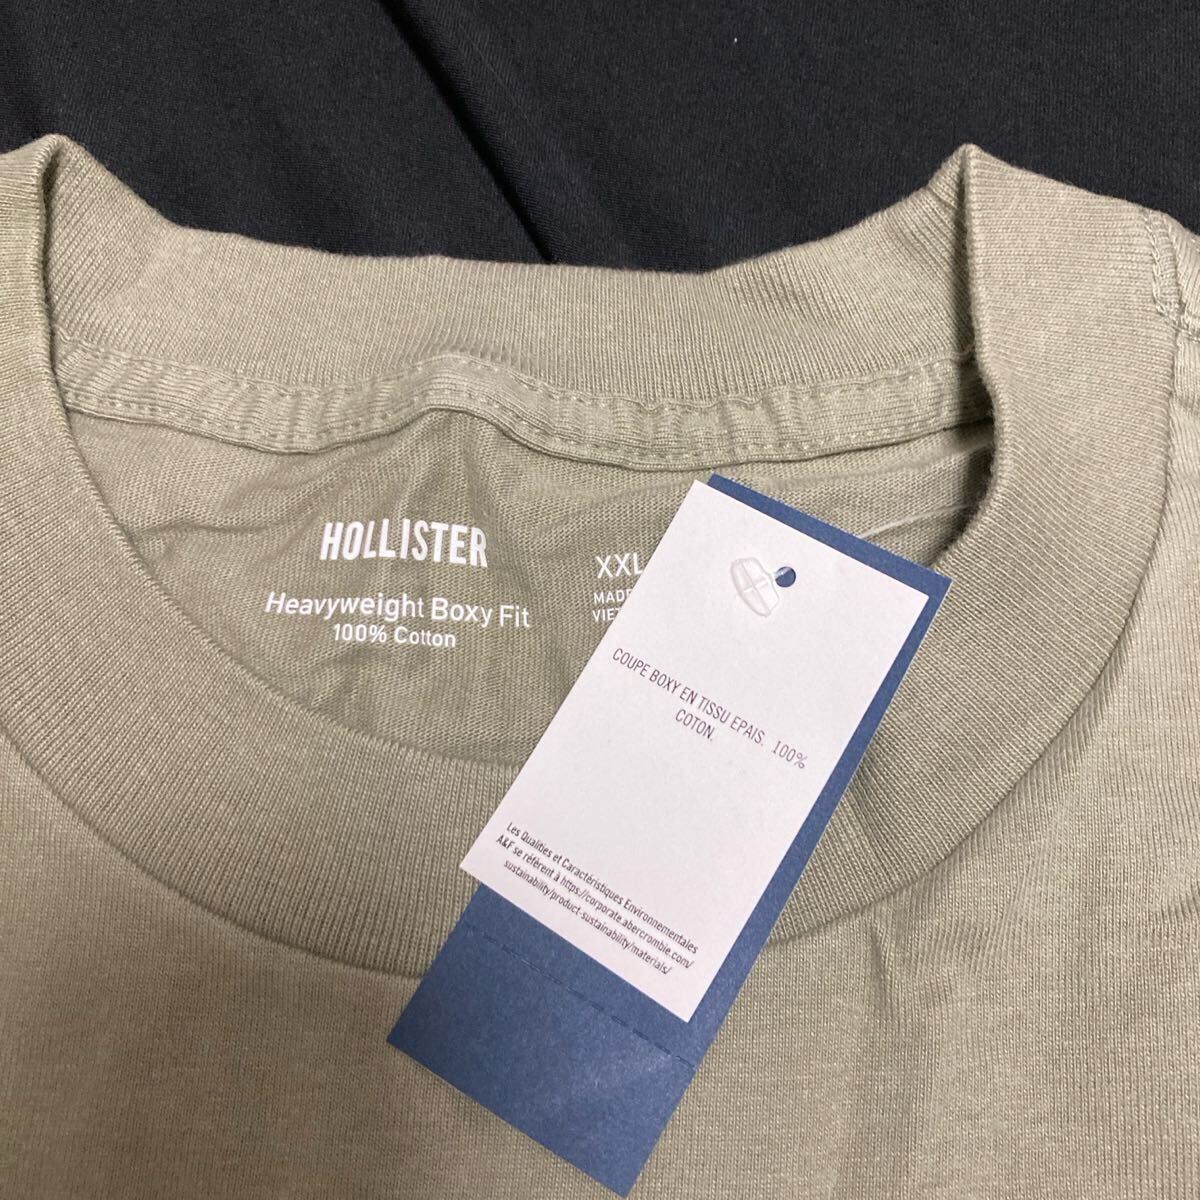 HOLLISTER
Heavyweight Boxy Fit
100% Cotton
XXL
COUPE BOXY EN TISSU EPAIS. 100%
COTON.
Les Qualities et Caractéristiques Environnementales
A&F se réfèrent à https://corporate.abercrombie.com/
sustainability/product-sustainability/materials/